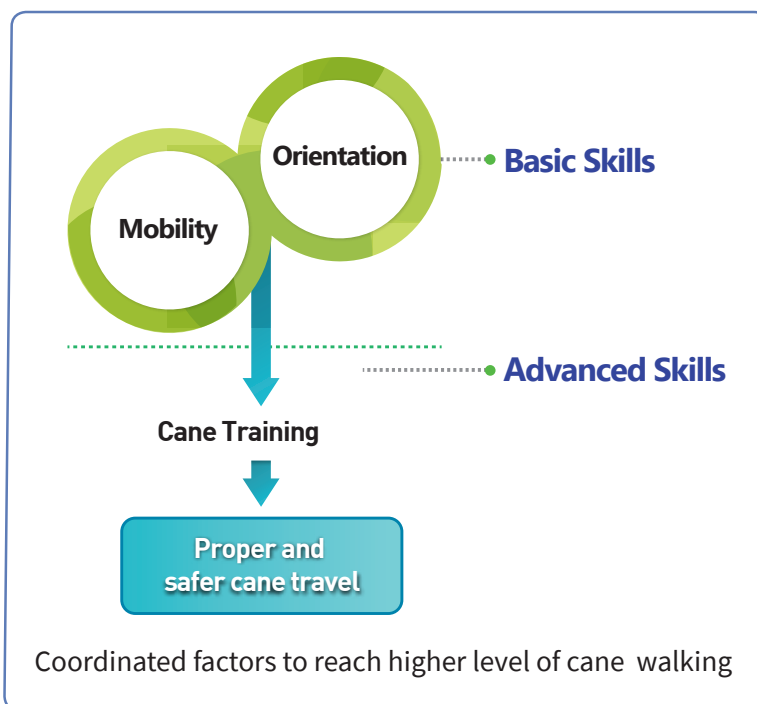 Orientation
Basic Skills
Mobility
Advanced Skills
Cane Training
Proper and
safer cane travel
Coordinated factors to reach higher level of cane walking